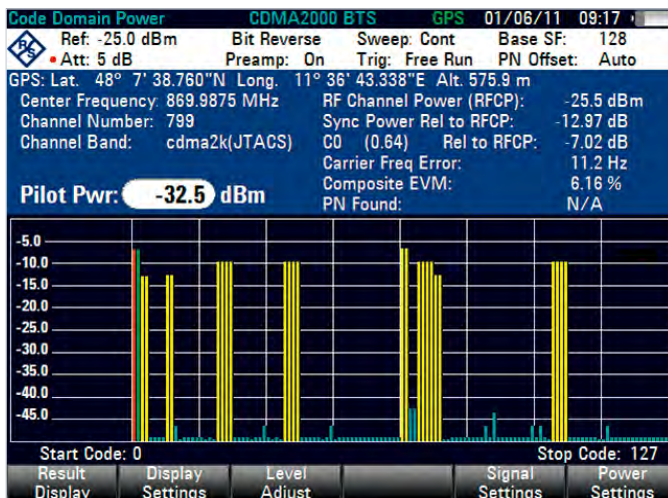 Code Domain Power CDMA2000 BTS GPS 01/06/11 09:17
Ref: -25.0 dBm Bit Reverse Sweep: Cont Base SF: 128
Att: 5 dB Preamp: On Trig: Free Run PN Offset: Auto
GPS: Lat. 48° 7' 38.760"N Long. 11° 36' 43.338"E Alt. 575.9 m
Center Frequency: 869.9875 MHz RF Channel Power (RFCP): -25.5 dBm
Channel Number: 799 Sync Power Rel to RFCP: -12.97 dB
Channel Band: cdma2k(JTACS) C0 (0.64) Rel to RFCP: -7.02 dB
Carrier Freq Error: 11.2 Hz
Composite EVM: 6.16 %
Pilot Pwr: -32.5 dBm
PN Found: N/A
-5.0
-10.0
-15.0
-20.0
-25.0
-30.0
-35.0
-40.0
-45.0
Start Code: 0 Stop Code: 127
Result Display Level Signal Power
Display Settings Adjust Settings Settings